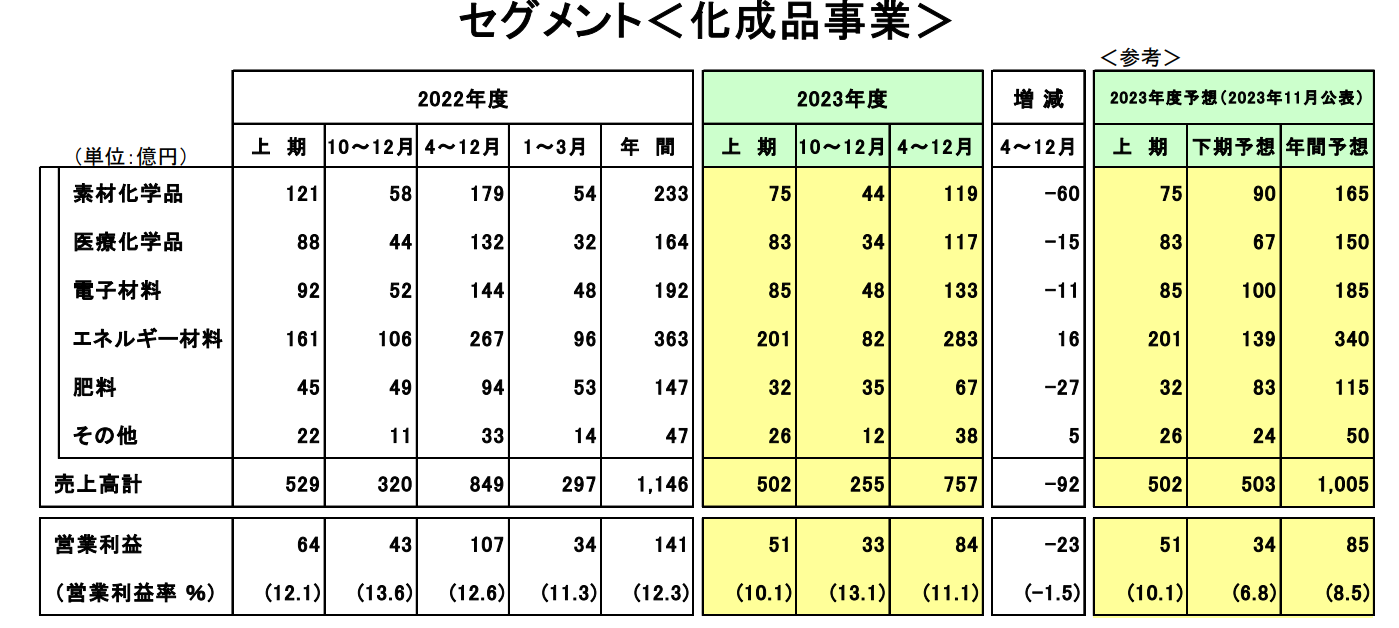 セグメント＜化成品事業＞
＜参考＞
2022年度 2023年度 増 減 2023年度予想（2023年11月公表）
（単位：億円） 上 期 10～12月 4～12月 1～3月 年 間 上 期 10～12月 4～12月 4～12月 上 期 下期予想 年間予想
素材化学品 121 58 179 54 233 75 44 119 -60 75 90 165
医療化学品 88 44 132 32 164 83 34 117 -15 83 67 150
電子材料 92 52 144 48 192 85 48 133 -11 85 100 185
エネルギー材料 161 106 267 96 363 201 82 283 16 201 139 340
肥料 45 49 94 53 147 32 35 67 -27 32 83 115
その他 22 11 33 14 47 26 12 38 5 26 24 50
売上高計 529 320 849 297 1,146 502 255 757 -92 502 503 1,005
営業利益 64 43 107 34 141 51 33 84 -23 51 34 85
（営業利益率 %） (12.1) (13.6) (12.6) (11.3) (12.3) (10.1) (13.1) (11.1) (-1.5) (10.1) (6.8) (8.5)